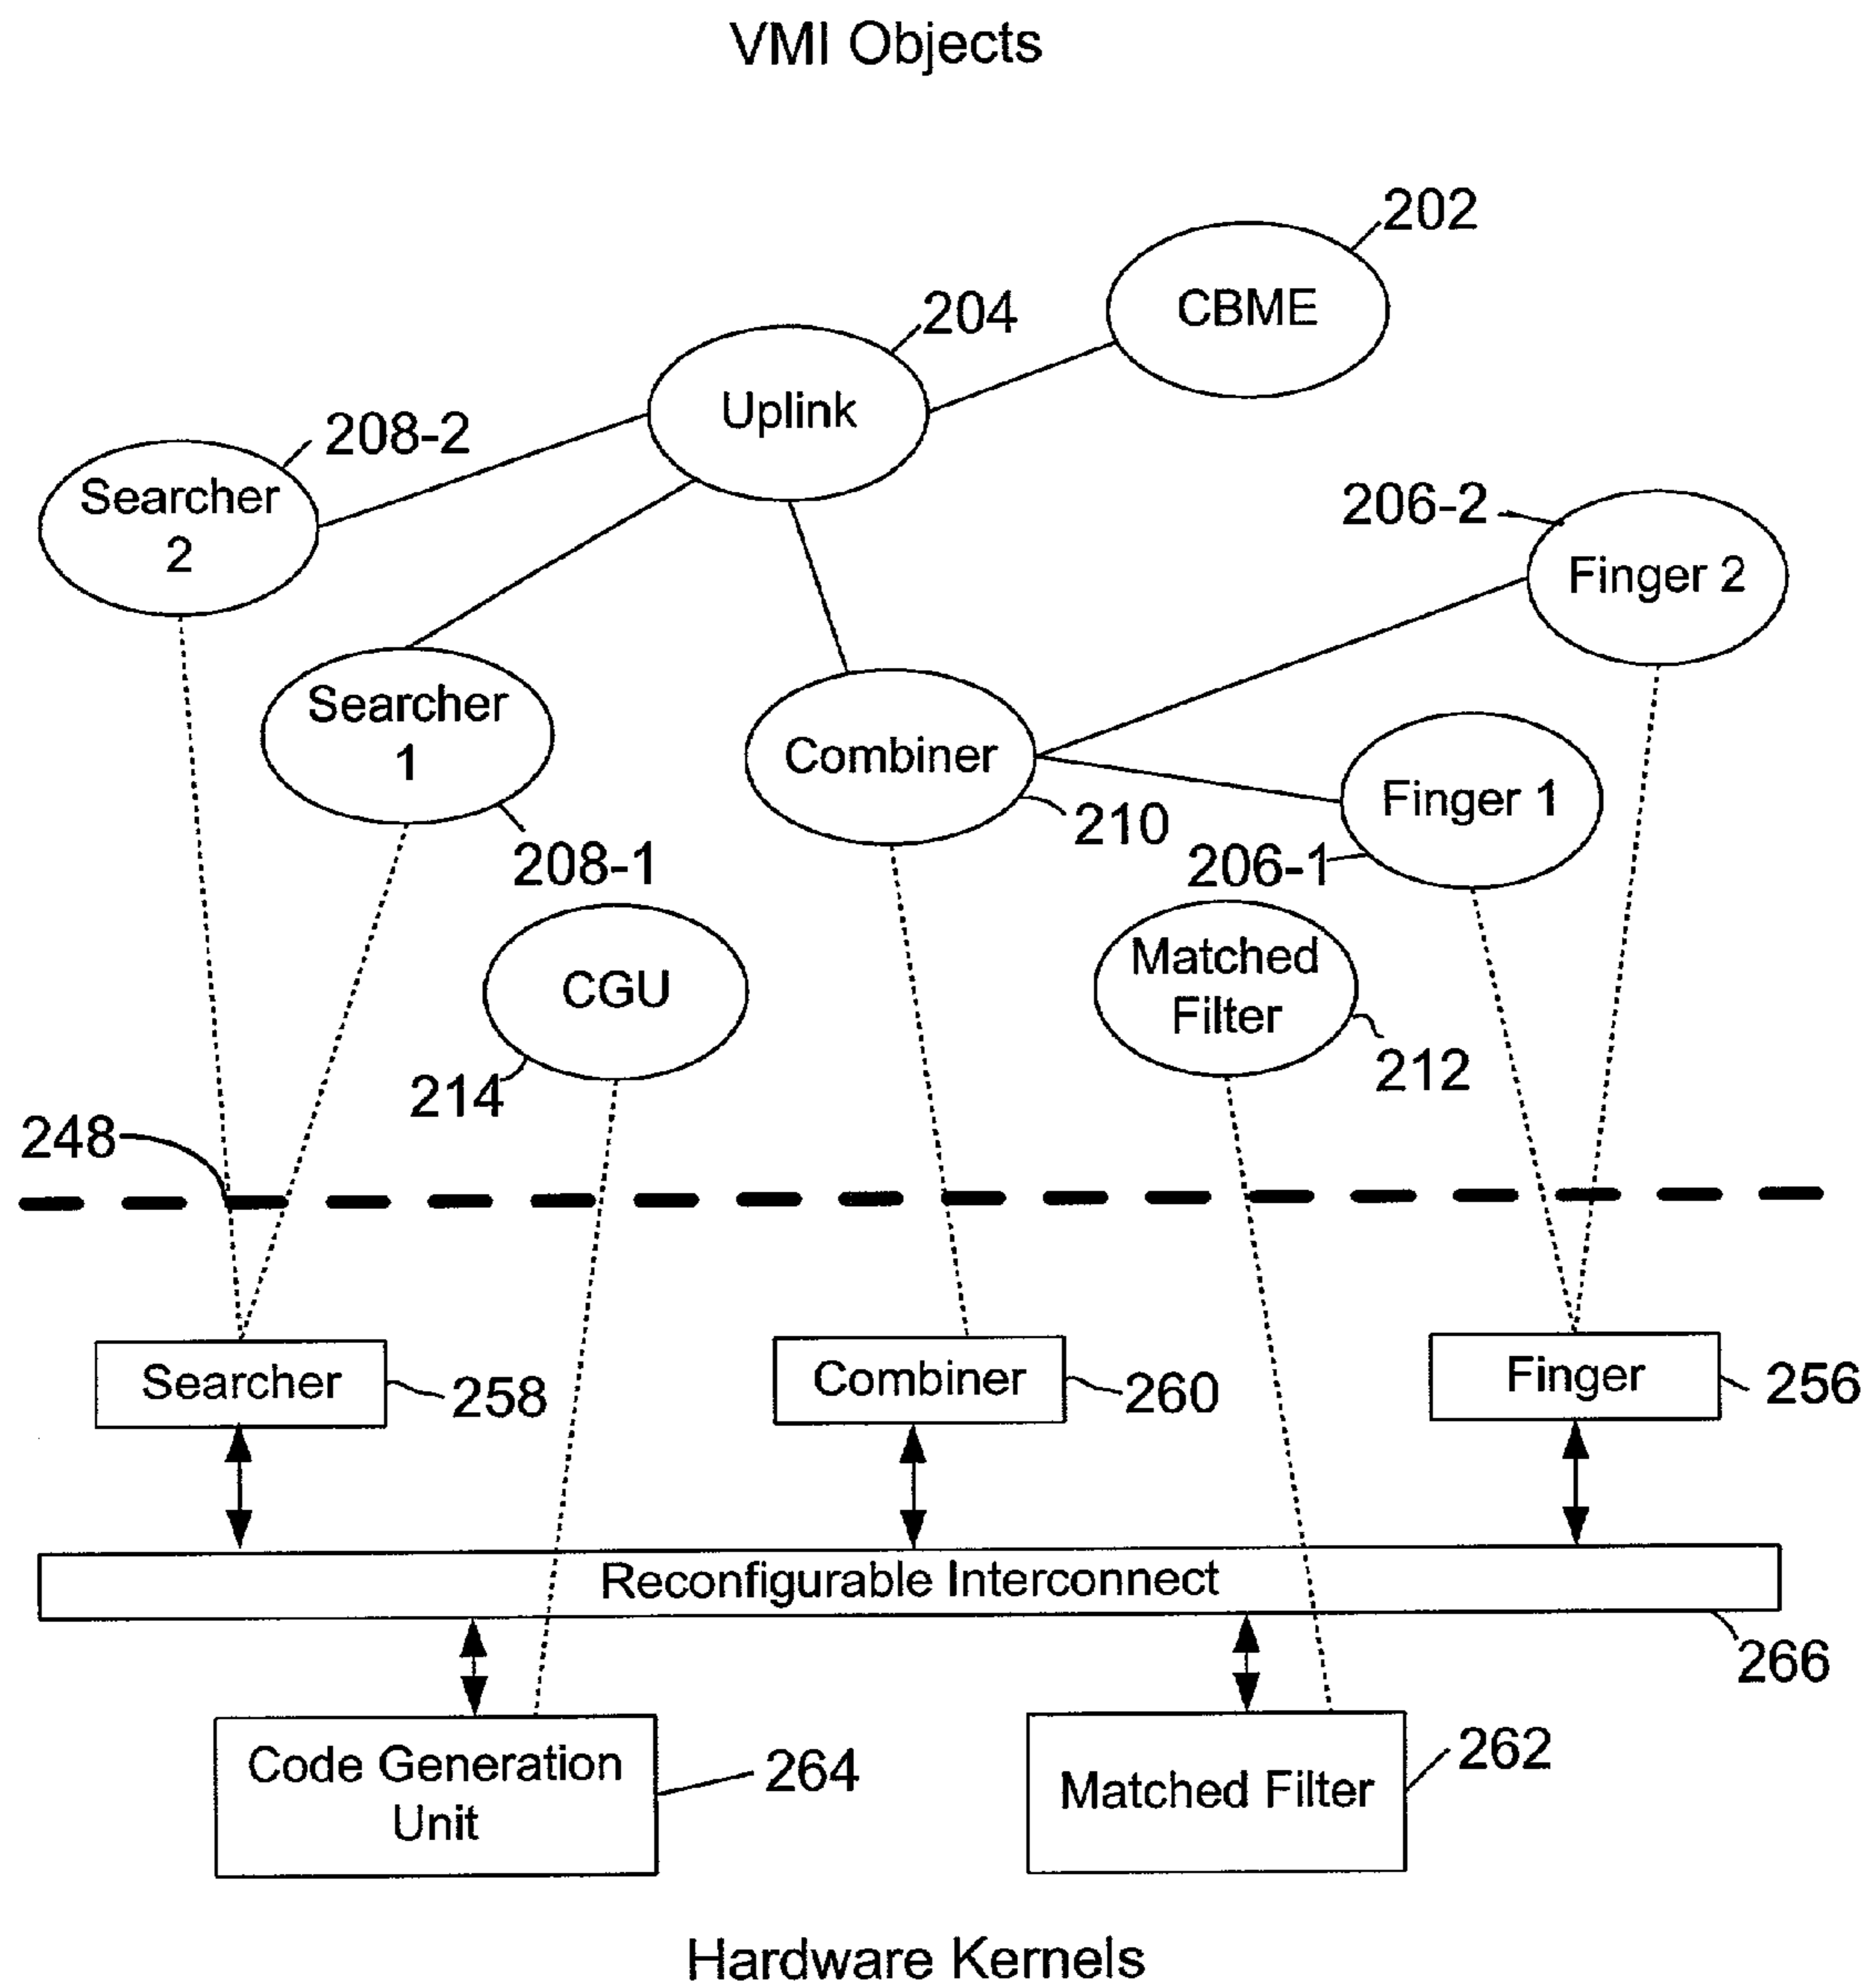 VMI Objects
202
CBME
204
Uplink
208-2
Searcher
2
206-2
Finger 2
Searcher
1
208-1
Combiner
210
Finger 1
206-1
CGU
214
Matched
Filter
212
248
Searcher
258
Combiner
260
Finger
256
Reconfigurable Interconnect
266
Code Generation
Unit
264
Matched Filter
262
Hardware Kernels